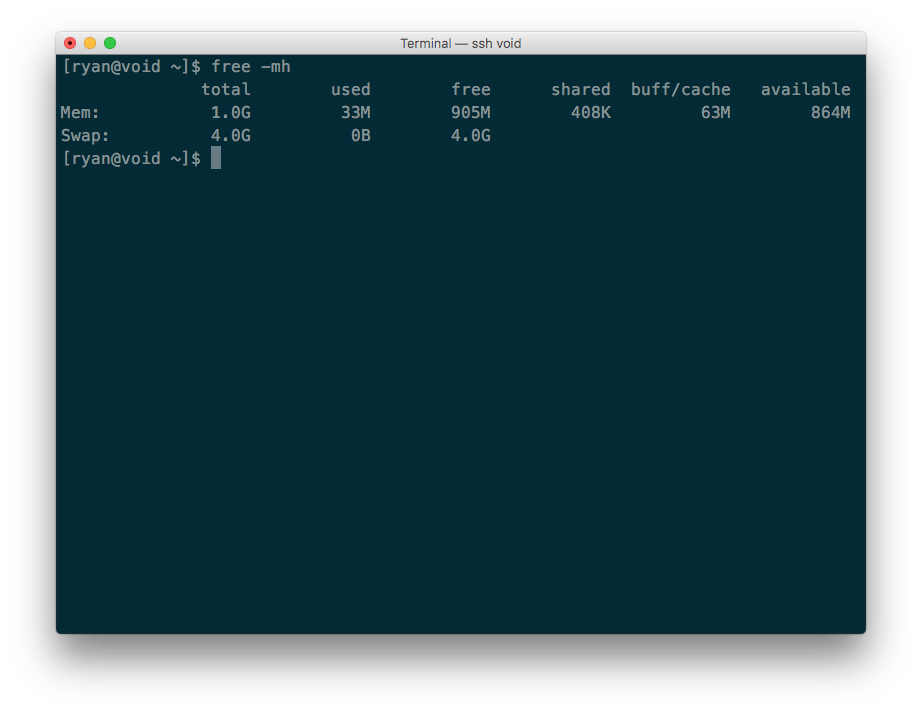 Terminal — ssh void
[ryan@void ~]$ free -mh
total used free shared buff/cache available
Mem: 1.0G 33M 905M 408K 63M 864M
Swap: 4.0G 0B 4.0G
[ryan@void ~]$